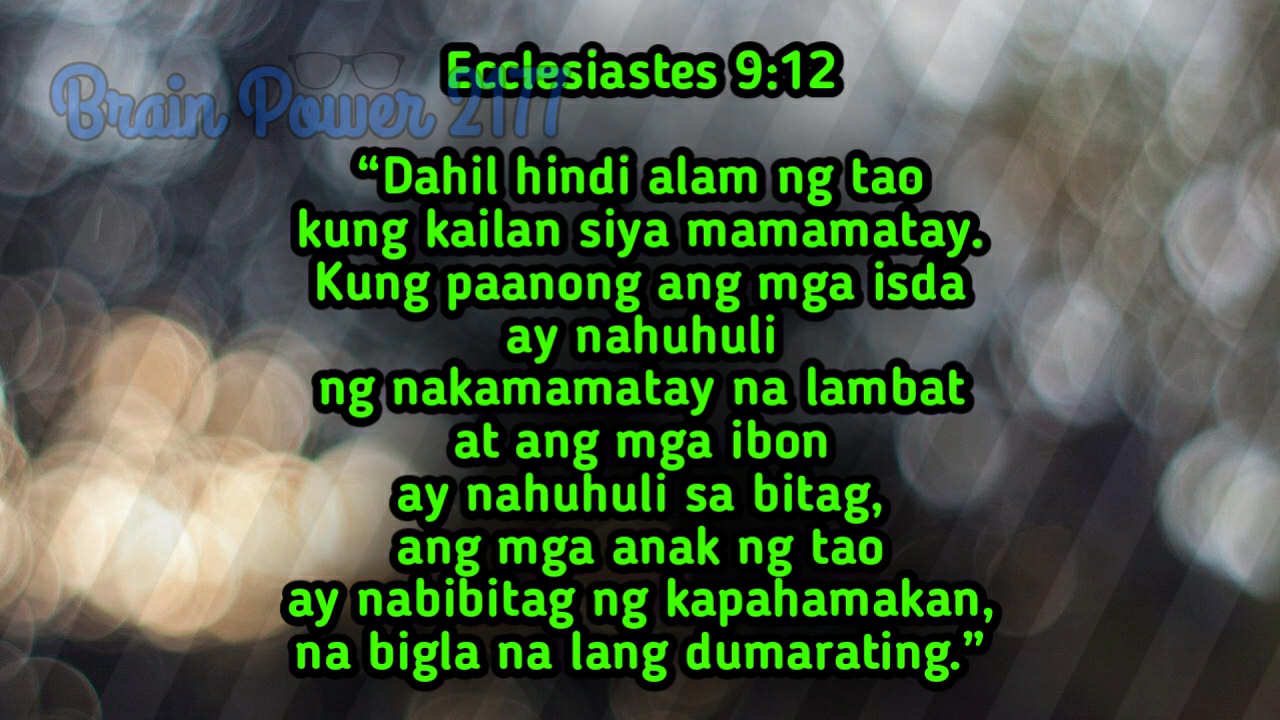 Ecclesiastes 9:12
Brain Power 2177
“Dahil hindi alam ng tao
kung kailan siya mamamatay.
Kung paanong ang mga isda
ay nahuhuli
ng nakamamatay na lambat
at ang mga ibon
ay nahuhuli sa bitag,
ang mga anak ng tao
ay nabibitag ng kapahamakan,
na bigla na lang dumarating.”